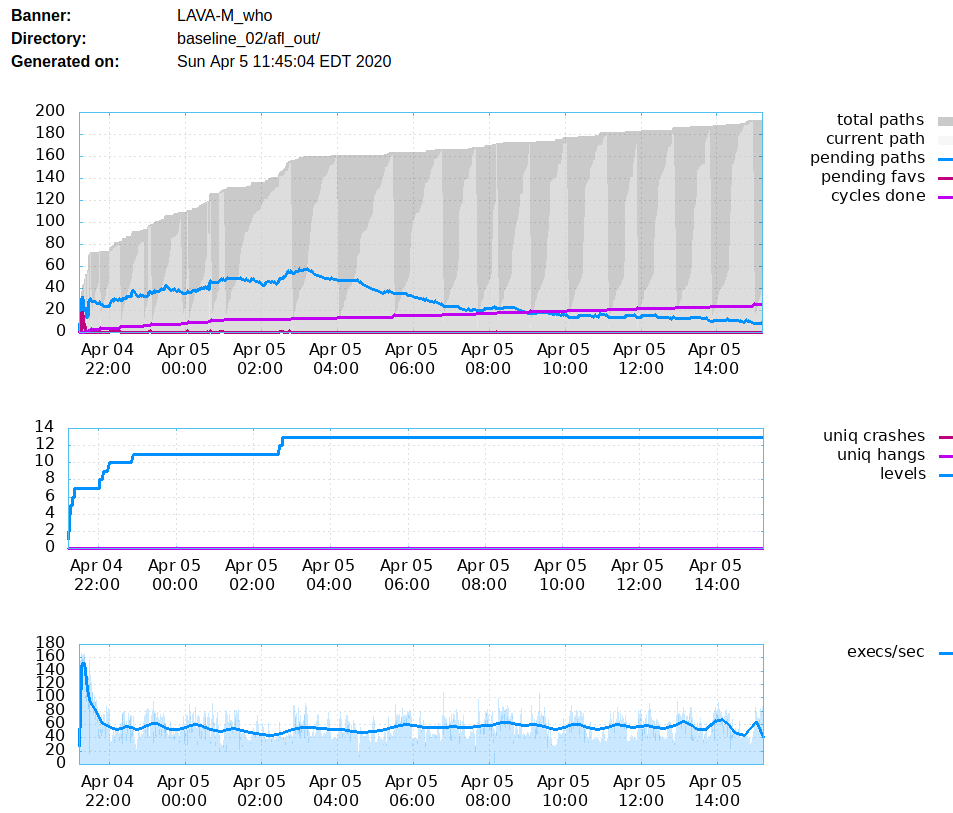 Banner: LAVA-M_who
Directory: baseline_02/afl_out/
Generated on: Sun Apr 5 11:45:04 EDT 2020
200
180
160
140
120
100
80
60
40
20
0
Apr 04 Apr 05 Apr 05 Apr 05 Apr 05 Apr 05 Apr 05 Apr 05 Apr 05
22:00 00:00 02:00 04:00 06:00 08:00 10:00 12:00 14:00
total paths
current path
pending paths
pending favs
cycles done
14
12
10
8
6
4
2
0
Apr 04 Apr 05 Apr 05 Apr 05 Apr 05 Apr 05 Apr 05 Apr 05 Apr 05
22:00 00:00 02:00 04:00 06:00 08:00 10:00 12:00 14:00
uniq crashes
uniq hangs
levels
180
160
140
120
100
80
60
40
20
0
Apr 04 Apr 05 Apr 05 Apr 05 Apr 05 Apr 05 Apr 05 Apr 05 Apr 05
22:00 00:00 02:00 04:00 06:00 08:00 10:00 12:00 14:00
execs/sec